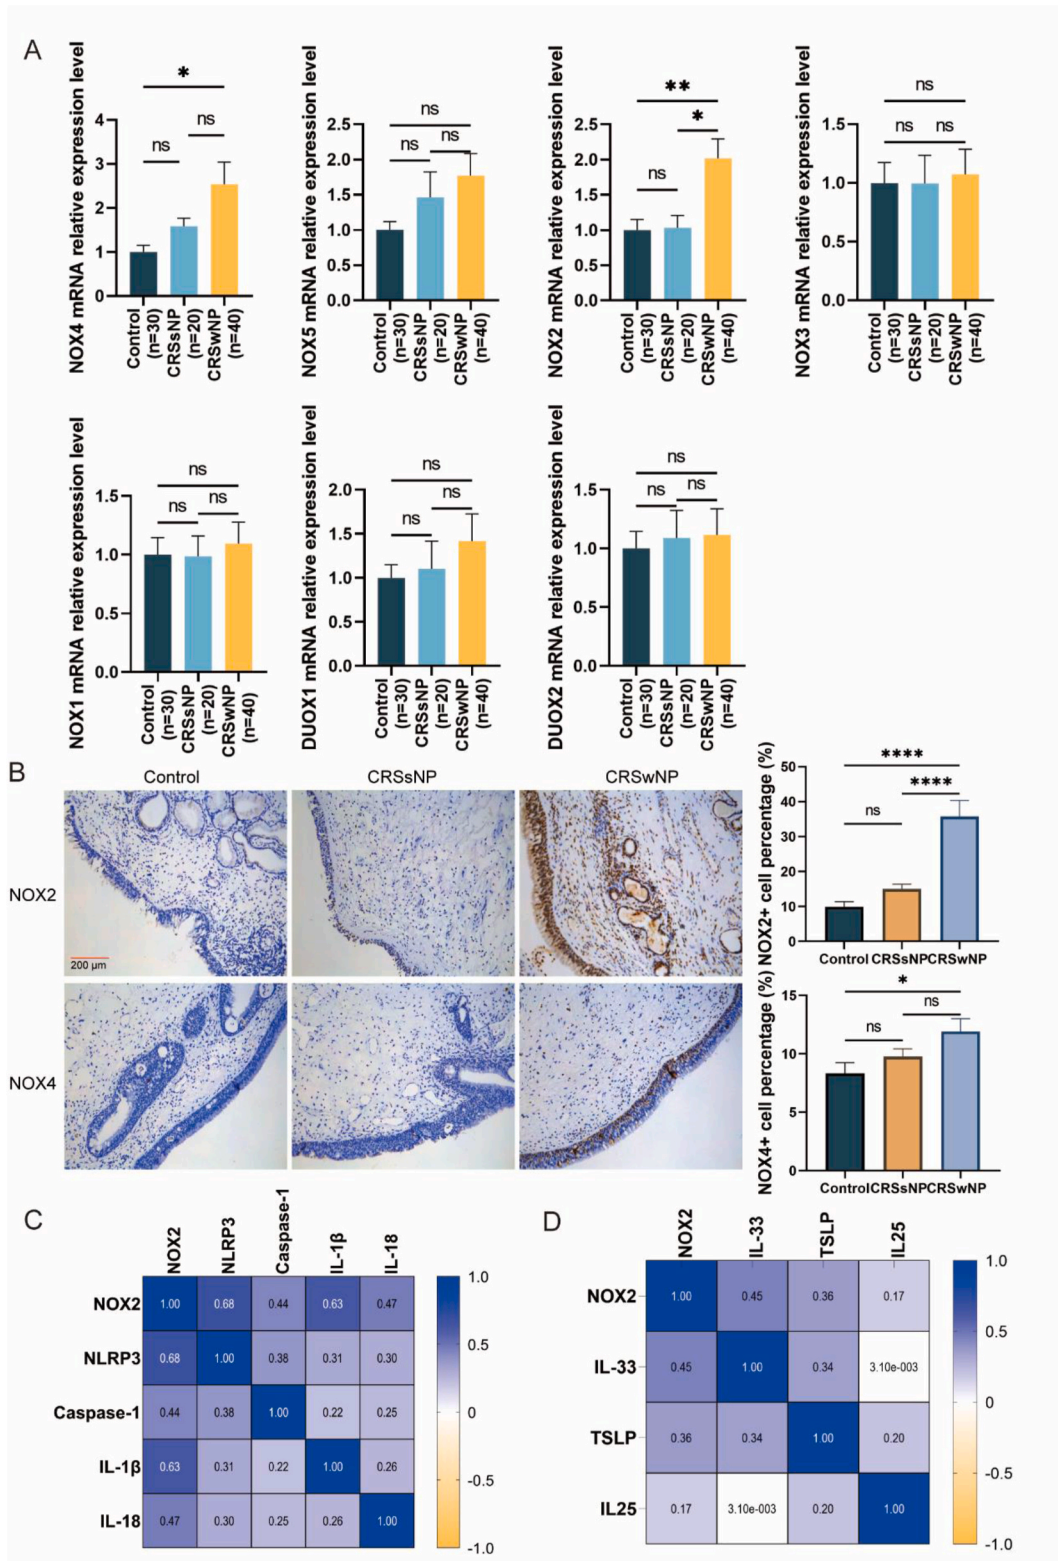 A
NOX4 mRNA relative expression level
*
ns
ns
4
3
2
1
0
Control
(n=30)
CRSsNP
(n=20)
CRSwNP
(n=40)
NOX5 mRNA relative expression level
ns
ns
ns
2.5
2.0
1.5
1.0
0.5
0.0
Control
(n=30)
CRSsNP
(n=20)
CRSwNP
(n=40)
NOX2 mRNA relative expression level
**
*
ns
2.5
2.0
1.5
1.0
0.5
0.0
Control
(n=30)
CRSsNP
(n=20)
CRSwNP
(n=40)
NOX3 mRNA relative expression level
ns
ns ns
1.5
1.0
0.5
0.0
Control
(n=30)
CRSsNP
(n=20)
CRSwNP
(n=40)
NOX1 mRNA relative expression level
ns
ns
ns
1.5
1.0
0.5
0.0
Control
(n=30)
CRSsNP
(n=20)
CRSwNP
(n=40)
DUOX1 mRNA relative expression level
ns
ns
ns
2.0
1.5
1.0
0.5
0.0
Control
(n=30)
CRSsNP
(n=20)
CRSwNP
(n=40)
DUOX2 mRNA relative expression level
ns
ns
ns
1.5
1.0
0.5
0.0
Control
(n=30)
CRSsNP
(n=20)
CRSwNP
(n=40)
B
Control CRSsNP CRSwNP
NOX2
200 μm
NOX4
NOX2+ cell percentage (%)
****
****
ns
50
40
30
20
10
0
Control CRSsNP CRSwNP
NOX4+ cell percentage (%)
*
ns
ns
15
10
5
0
Control CRSsNP CRSwNP
C
NOX2 NLRP3 Caspase-1 IL-1β IL-18
NOX2 1.00 0.68 0.44 0.63 0.47
NLRP3 0.68 1.00 0.38 0.31 0.30
Caspase-1 0.44 0.38 1.00 0.22 0.25
IL-1β 0.63 0.31 0.22 1.00 0.26
IL-18 0.47 0.30 0.25 0.26 1.00
1.0
0.5
0
-0.5
-1.0
D
NOX2 IL-33 TSLP IL25
NOX2 1.00 0.45 0.36 0.17
IL-33 0.45 1.00 0.34 3.10e-003
TSLP 0.36 0.34 1.00 0.20
IL25 0.17 3.10e-003 0.20 1.00
1.0
0.5
0
-0.5
-1.0